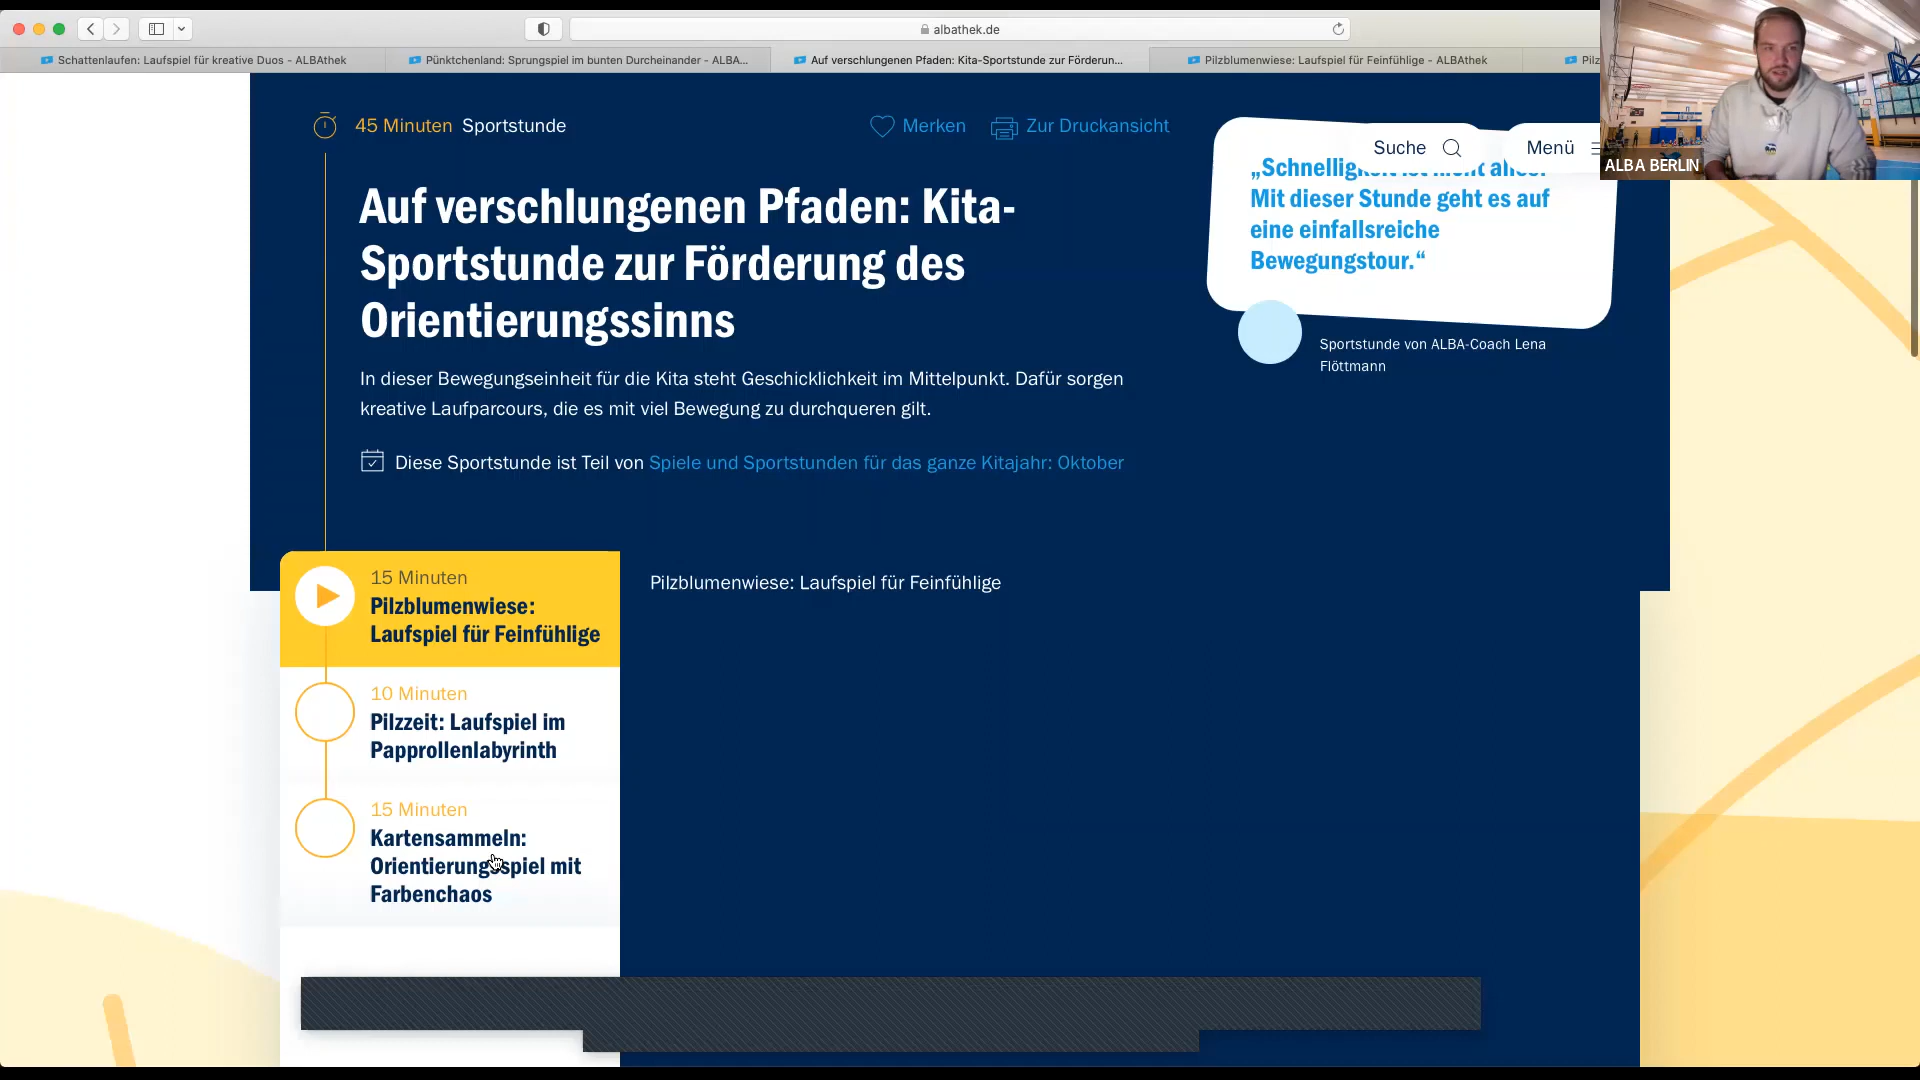 albathek.de
Schattenlaufen: Laufspiel für kreative Duos - ALBAthek
Pünktchenland: Sprungspiel im bunten Durcheinander - ALBA...
Auf verschlungenen Pfaden: Kita-Sportstunde zur Förderun...
Pilzblumenwiese: Laufspiel für Feinfühlige - ALBAthek
Pilz
45 Minuten Sportstunde
Merken
Zur Druckansicht
Suche
Menü
ALBA BERLIN
Auf verschlungenen Pfaden: Kita-
Sportstunde zur Förderung des
Orientierungssinns
„Schnelligkeit ist nicht alles.
Mit dieser Stunde geht es auf
eine einfallsreiche
Bewegungstour.“
Sportstunde von ALBA-Coach Lena
Flöttmann
In dieser Bewegungseinheit für die Kita steht Geschicklichkeit im Mittelpunkt. Dafür sorgen
kreative Laufparcours, die es mit viel Bewegung zu durchqueren gilt.
Diese Sportstunde ist Teil von Spiele und Sportstunden für das ganze Kitajahr: Oktober
15 Minuten
Pilzblumenwiese:
Laufspiel für Feinfühlige
Pilzblumenwiese: Laufspiel für Feinfühlige
10 Minuten
Pilzzeit: Laufspiel im
Papprollenlabyrinth
15 Minuten
Kartensammeln:
Orientierungsspiel mit
Farbenchaos